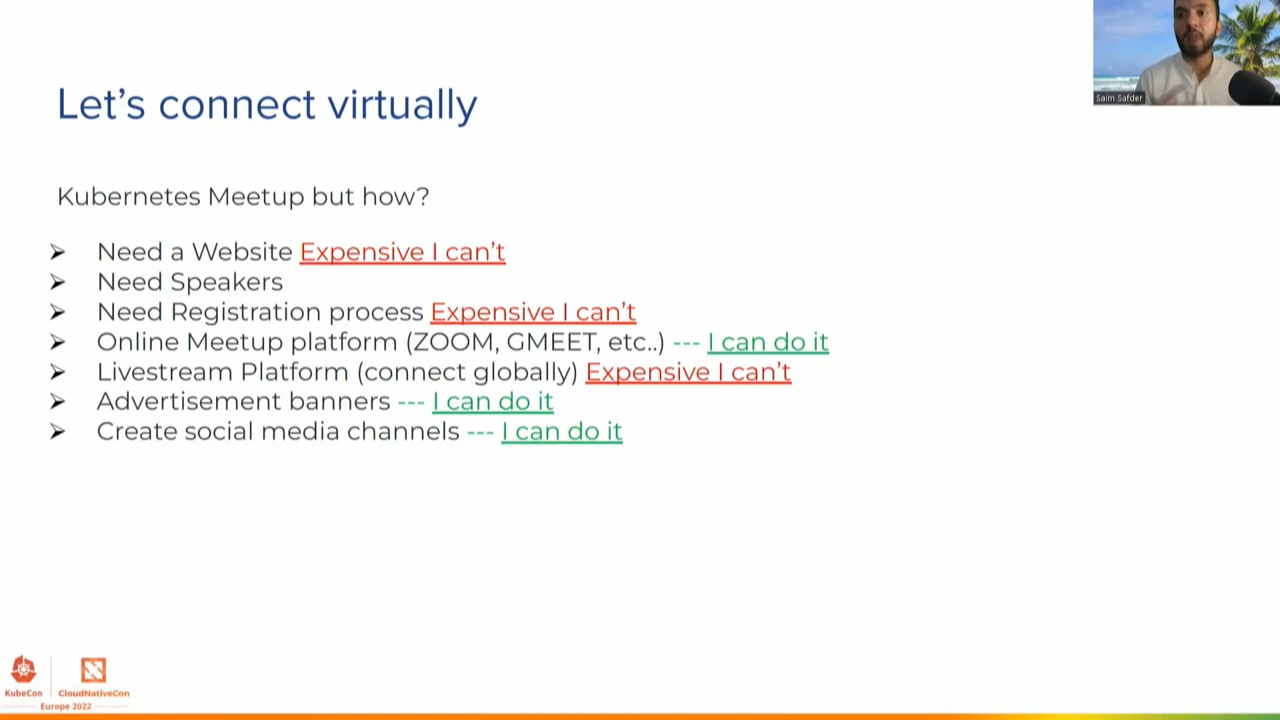 Saim Safder
Let's connect virtually
Kubernetes Meetup but how?
➢ Need a Website Expensive I can't
➢ Need Speakers
➢ Need Registration process Expensive I can't
➢ Online Meetup platform (ZOOM, GMEET, etc..) --- I can do it
➢ Livestream Platform (connect globally) Expensive I can't
➢ Advertisement banners --- I can do it
➢ Create social media channels --- I can do it
KubeCon CloudNativeCon
Europe 2022